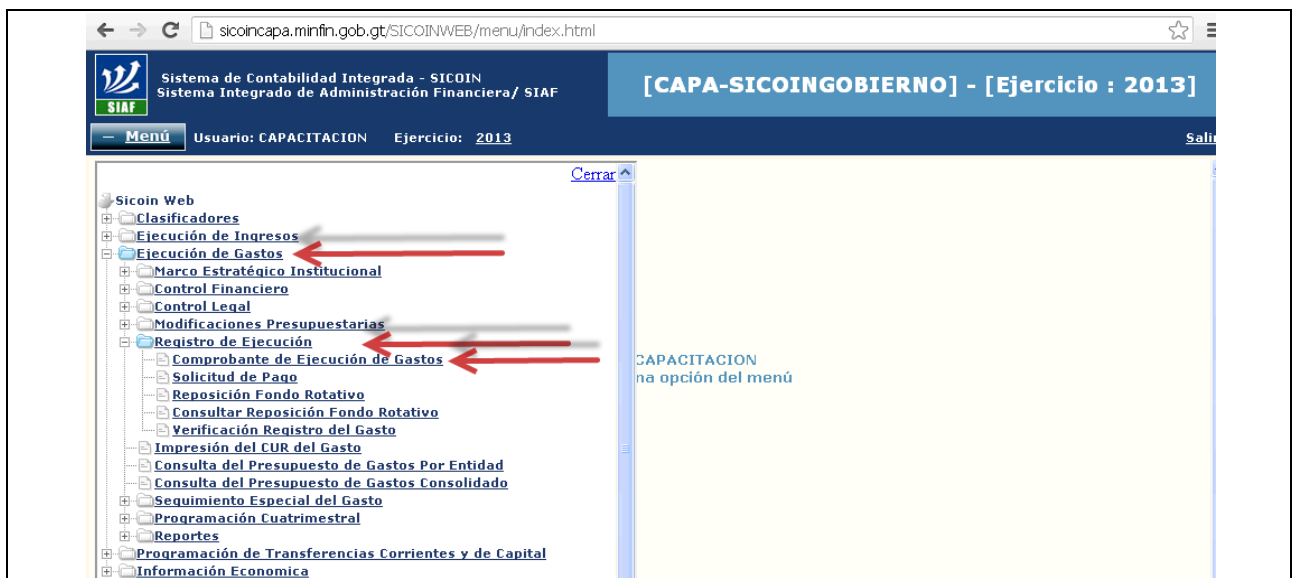 sicoincapa.minfin.gob.gt/SICOINWEB/menu/index.html
SIAF
Sistema de Contabilidad Integrada - SICOIN
Sistema Integrado de Administración Financiera/ SIAF
[CAPA-SICOINGOBIERNO] - [Ejercicio : 2013]
Menú Usuario: CAPACITACION Ejercicio: 2013
Cerrar
Sicoin Web
Clasificadores
Ejecución de Ingresos
Ejecución de Gastos
Marco Estratégico Institucional
Control Financiero
Control Legal
Modificaciones Presupuestarias
Registro de Ejecución
Comprobante de Ejecución de Gastos
Solicitud de Pago
Reposición Fondo Rotativo
Consultar Reposición Fondo Rotativo
Verificación Registro del Gasto
Impresión del CUR del Gasto
Consulta del Presupuesto de Gastos Por Entidad
Consulta del Presupuesto de Gastos Consolidado
Seguimiento Especial del Gasto
Programación Cuatrimestral
Reportes
Programación de Transferencias Corrientes y de Capital
Información Economica
CAPACITACION
na opción del menú